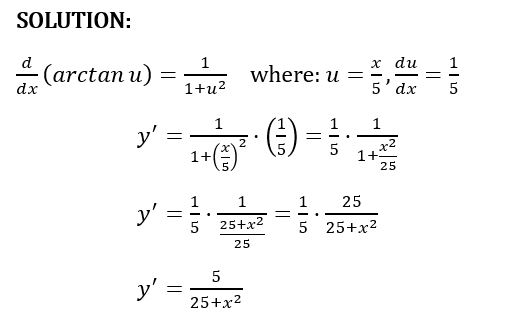 SOLUTION:
d/dx (arctan u) = 1/(1+u²) where: u = x/5, du/dx = 1/5
y′ = 1/(1+(x/5)²) · (1/5) = 1/5 · 1/(1+x²/25)
y′ = 1/5 · 1/((25+x²)/25) = 1/5 · 25/(25+x²)
y′ = 5/(25+x²)